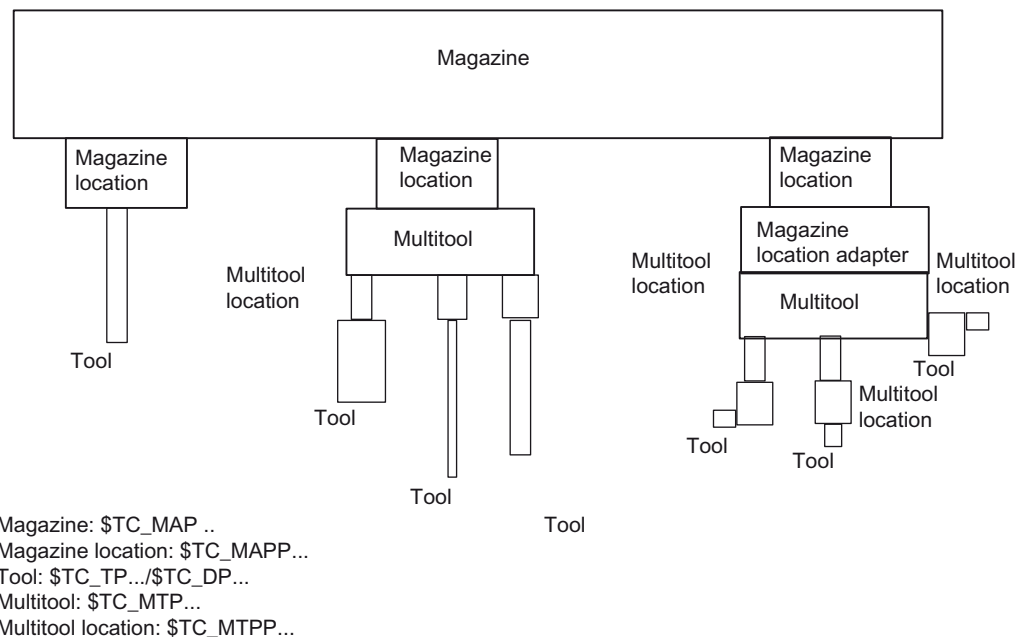 Magazine
Magazine
location
Magazine
location
Magazine
location
Multitool
Magazine
location adapter
Multitool
location
Multitool
location
Multitool
location
Multitool
Tool
Tool
Multitool
location
Tool
Tool
Tool
Tool
Tool
Magazine: $TC_MAP ..
Magazine location: $TC_MAPP...
Tool: $TC_TP.../$TC_DP...
Multitool: $TC_MTP...
Multitool location: $TC_MTPP...